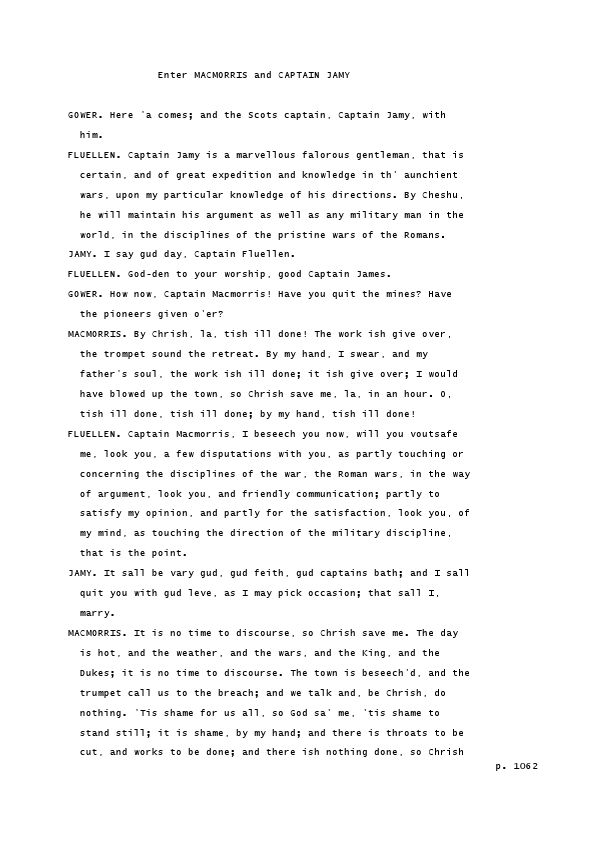 Enter MACMORRIS and CAPTAIN JAMY
GOWER. Here 'a comes; and the Scots captain, Captain Jamy, with
him.
FLUELLEN. Captain Jamy is a marvellous falorous gentleman, that is
certain, and of great expedition and knowledge in th' aunchient
wars, upon my particular knowledge of his directions. By Cheshu,
he will maintain his argument as well as any military man in the
world, in the disciplines of the pristine wars of the Romans.
JAMY. I say gud day, Captain Fluellen.
FLUELLEN. God-den to your worship, good Captain James.
GOWER. How now, Captain Macmorris! Have you quit the mines? Have
the pioneers given o'er?
MACMORRIS. By Chrish, la, tish ill done! The work ish give over,
the trompet sound the retreat. By my hand, I swear, and my
father's soul, the work ish ill done; it ish give over; I would
have blowed up the town, so Chrish save me, la, in an hour. O,
tish ill done, tish ill done; by my hand, tish ill done!
FLUELLEN. Captain Macmorris, I beseech you now, will you voutsafe
me, look you, a few disputations with you, as partly touching or
concerning the disciplines of the war, the Roman wars, in the way
of argument, look you, and friendly communication; partly to
satisfy my opinion, and partly for the satisfaction, look you, of
my mind, as touching the direction of the military discipline,
that is the point.
JAMY. It sall be vary gud, gud feith, gud captains bath; and I sall
quit you with gud leve, as I may pick occasion; that sall I,
marry.
MACMORRIS. It is no time to discourse, so Chrish save me. The day
is hot, and the weather, and the wars, and the King, and the
Dukes; it is no time to discourse. The town is beseech'd, and the
trumpet call us to the breach; and we talk and, be Chrish, do
nothing. 'Tis shame for us all, so God sa' me, 'tis shame to
stand still; it is shame, by my hand; and there is throats to be
cut, and works to be done; and there ish nothing done, so Chrish
p. 1062